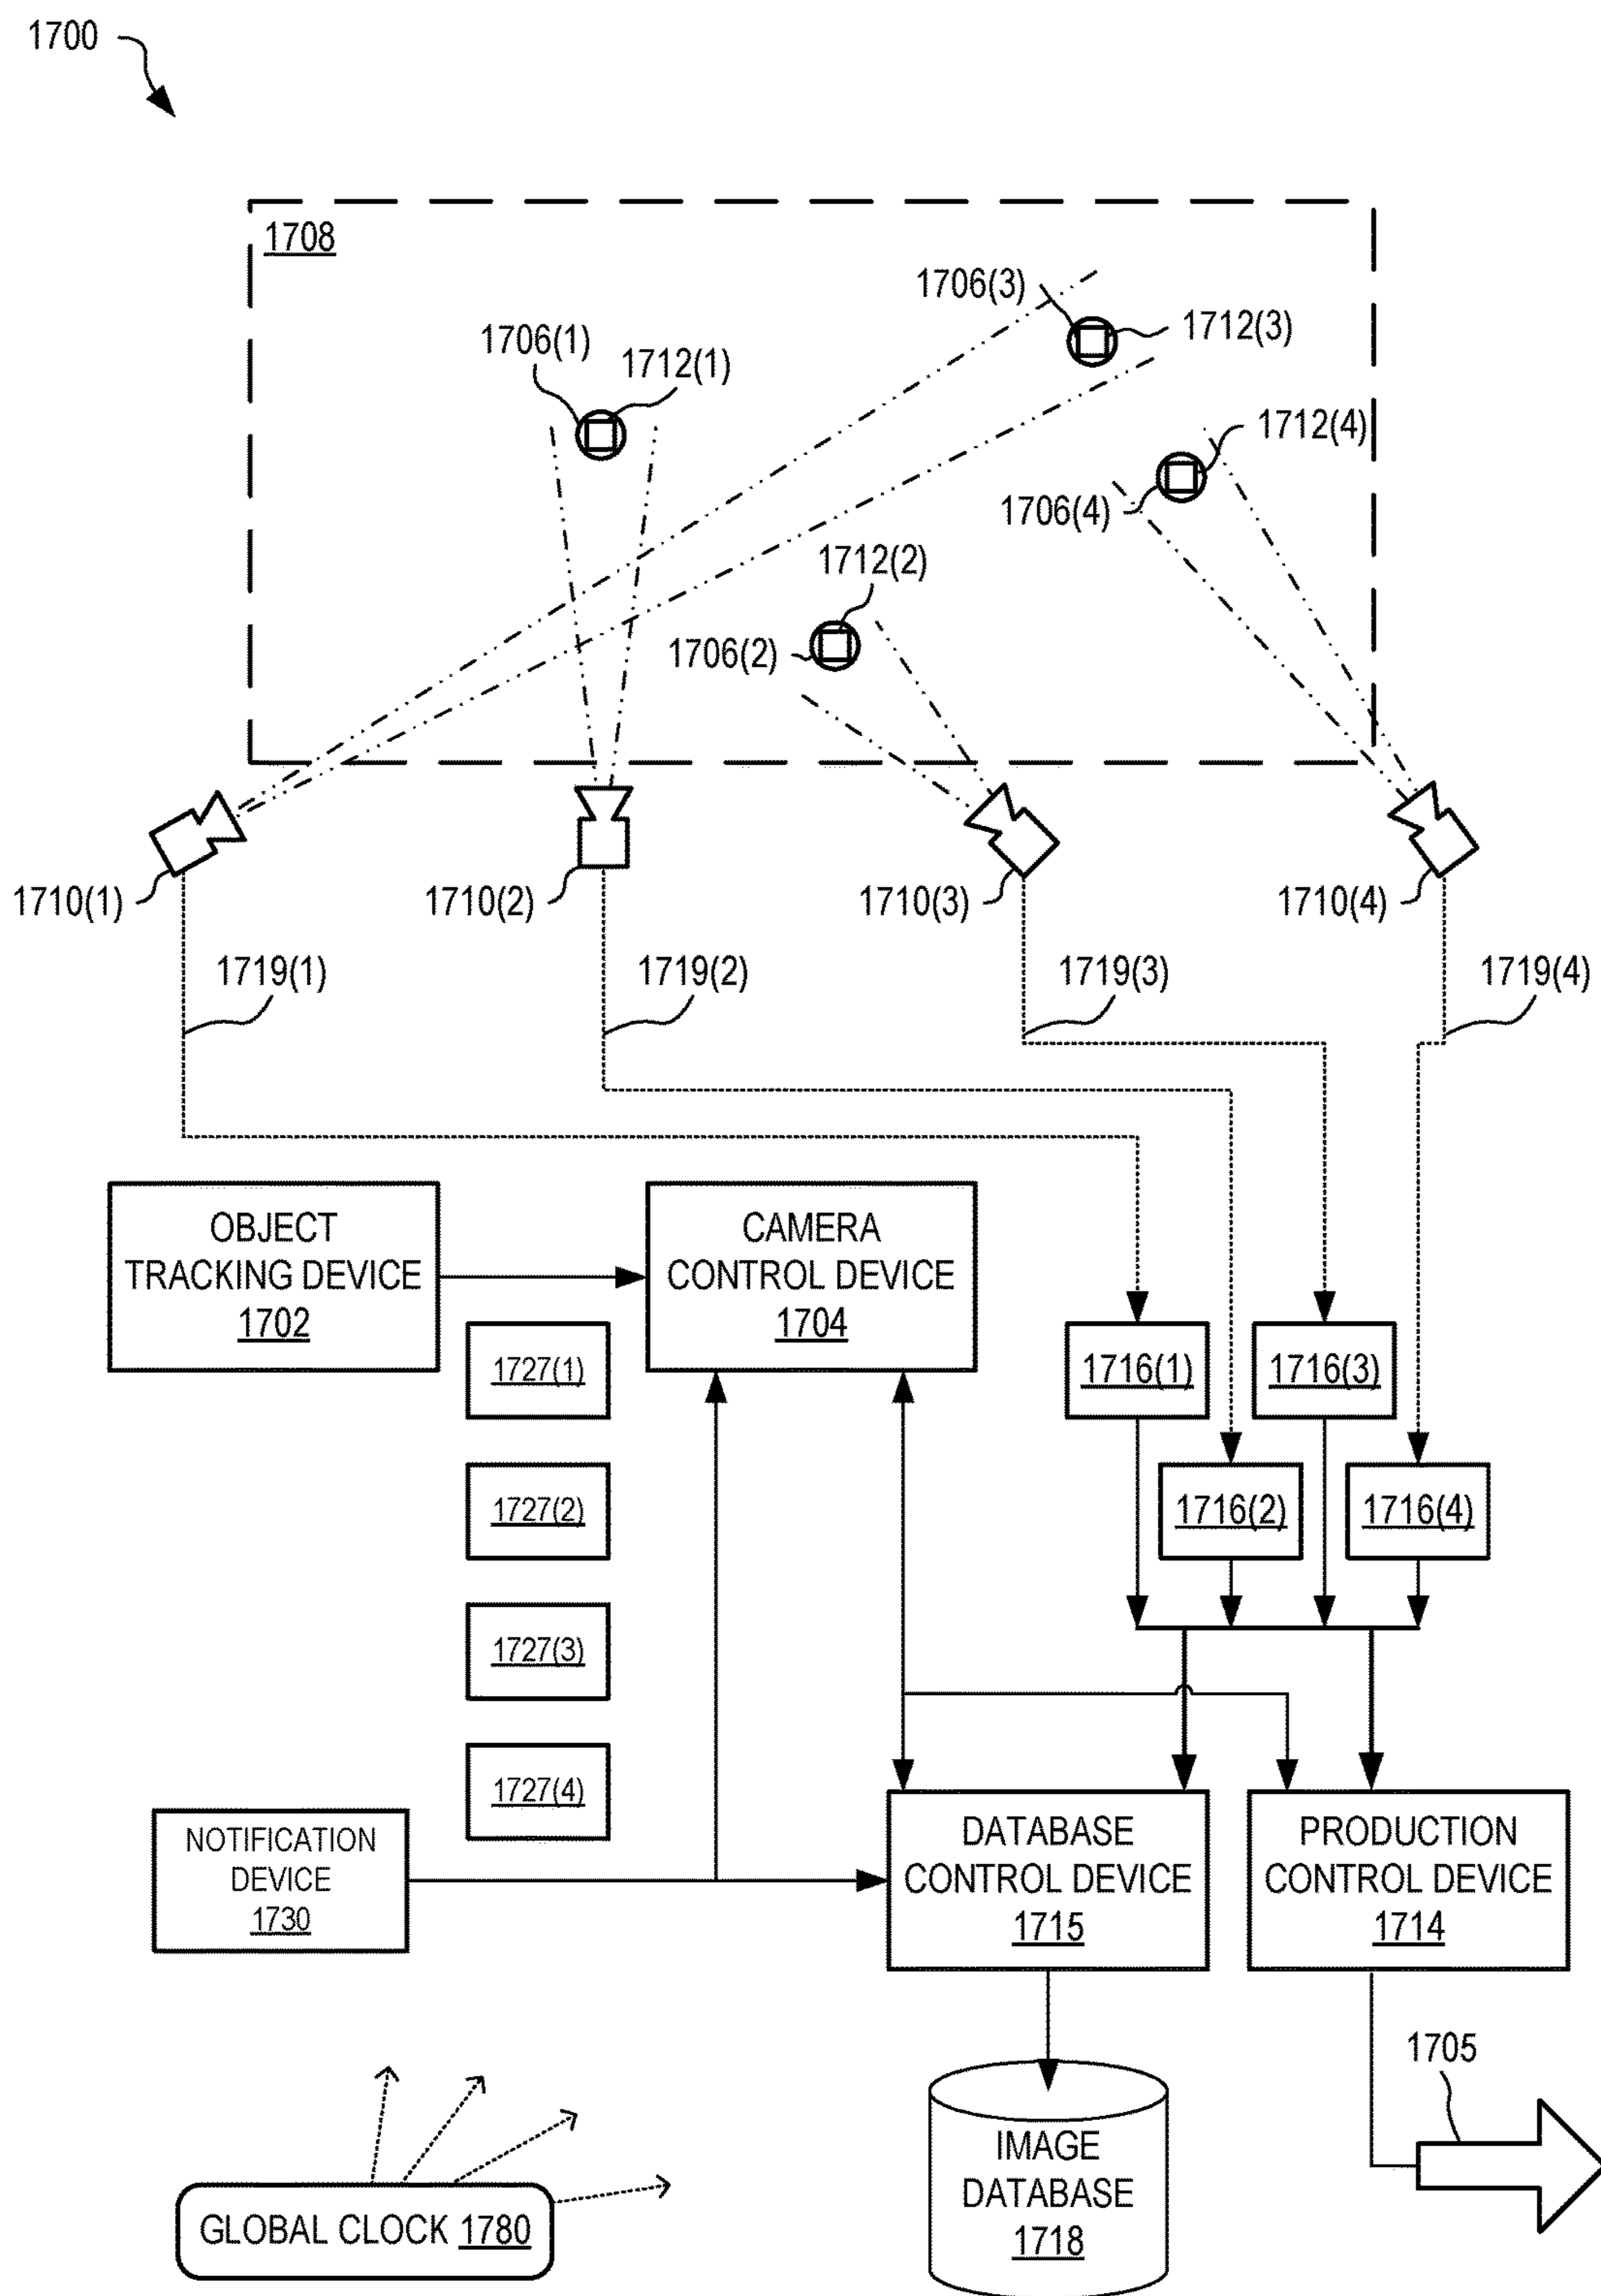 1700
1708
1706(3)
1712(3)
1706(1)
1712(1)
1712(4)
1706(4)
1712(2)
1706(2)
1710(1)
1710(2)
1710(3)
1710(4)
1719(1)
1719(2)
1719(3)
1719(4)
OBJECT
TRACKING DEVICE
1702
CAMERA
CONTROL DEVICE
1704
1716(1)
1716(3)
1727(1)
1716(2)
1716(4)
1727(2)
1727(3)
1727(4)
NOTIFICATION
DEVICE
1730
DATABASE
CONTROL DEVICE
1715
PRODUCTION
CONTROL DEVICE
1714
1705
IMAGE
DATABASE
1718
GLOBAL CLOCK 1780